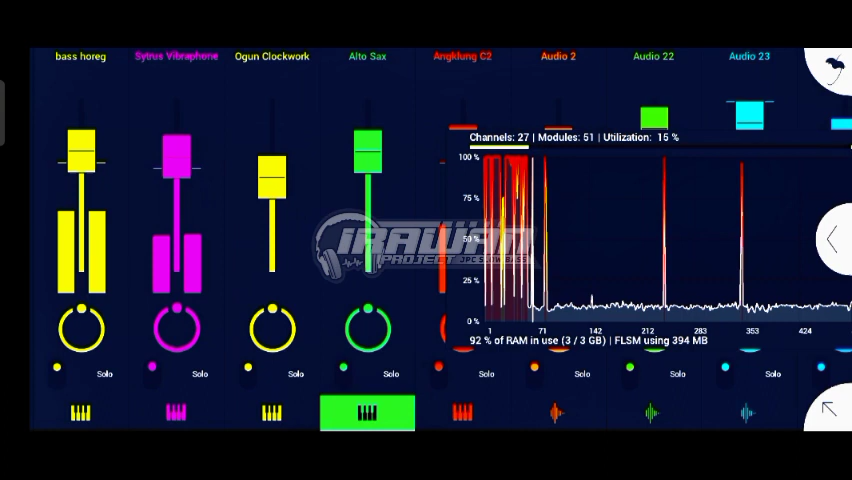 bass horeg
Sytrus Vibraphone
Ogun Clockwork
Alto Sax
Angklung C2
Audio 2
Audio 22
Audio 23
Channels: 27 | Modules: 51 | Utilization: 15 %
100 %
75 %
50 %
25 %
0 %
1 71 142 212 283 353 424
92 % of RAM in use (3 / 3 GB) | FLSM using 394 MB
IRAWAN
PROJECT
Solo
Solo
Solo
Solo
Solo
Solo
Solo
Solo